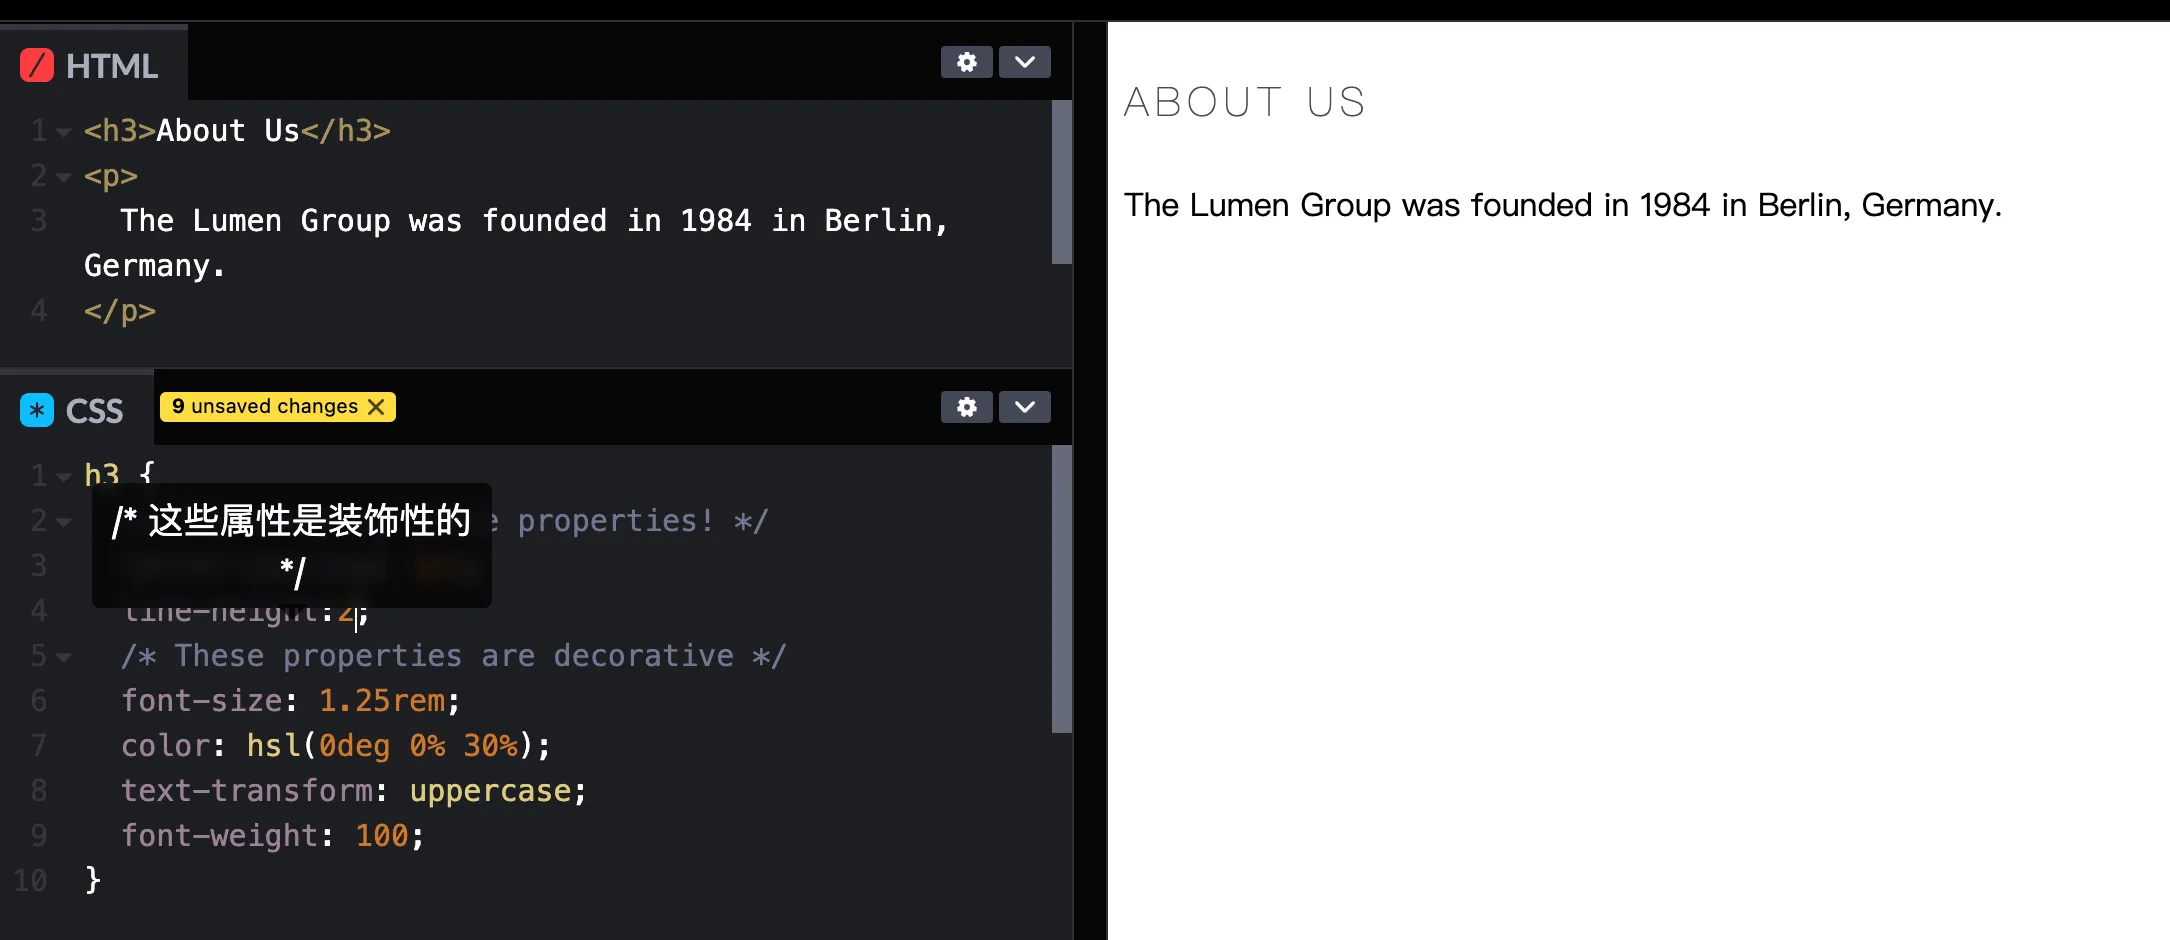 HTML
1 <h3>About Us</h3>
2 <p>
3 The Lumen Group was founded in 1984 in Berlin,
Germany.
4 </p>
CSS 9 unsaved changes
1 h3 {
2 properties! */
/* 这些属性是装饰性的
*/
3
4 line-height:2;
5 /* These properties are decorative */
6 font-size: 1.25rem;
7 color: hsl(0deg 0% 30%);
8 text-transform: uppercase;
9 font-weight: 100;
10 }
ABOUT US
The Lumen Group was founded in 1984 in Berlin, Germany.